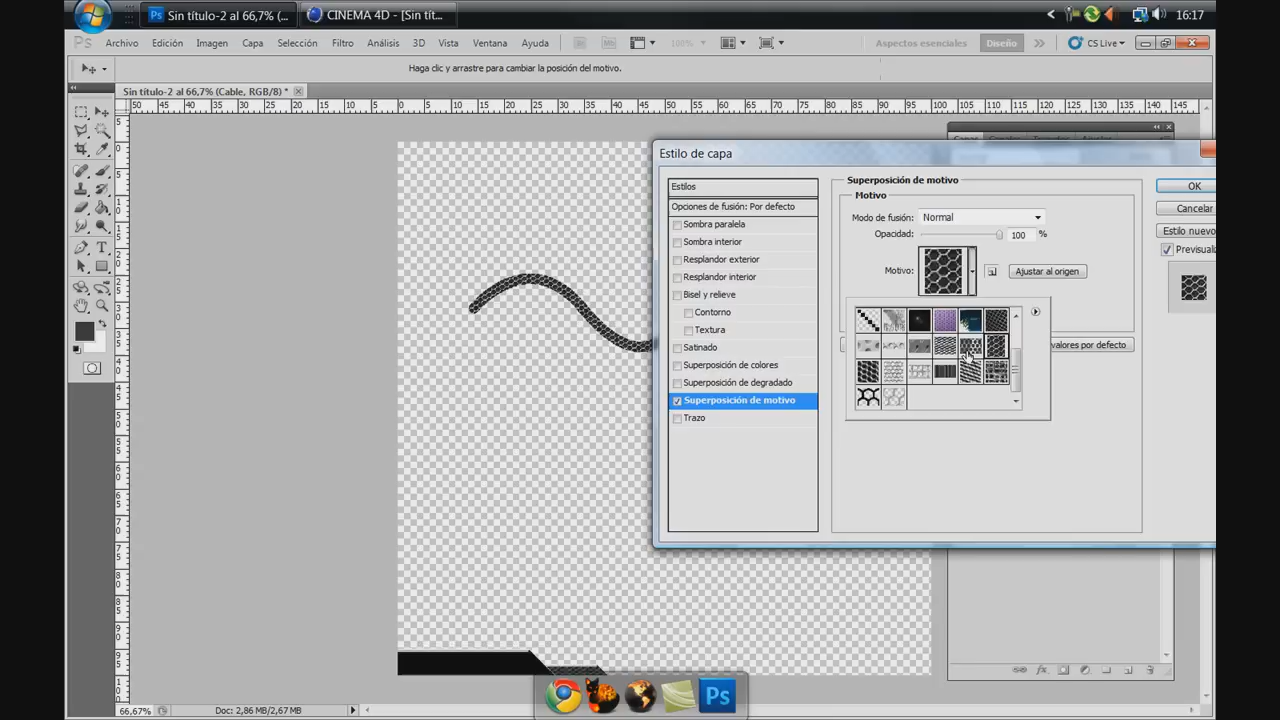 Sin título-2 al 66,7% (...
CINEMA 4D - [Sin tít...
16:17
Ps
Archivo
Edición
Imagen
Capa
Selección
Filtro
Análisis
3D
Vista
Ventana
Ayuda
100%
Aspectos esenciales
Diseño
CS Live
Haga clic y arrastre para cambiar la posición del motivo.
Sin título-2 al 66,7% (Cable, RGB/8) *
50 45 40 35 30 25 20 15 10 5 0 5 10 15 20 25 30 35 40 45 50 55 60 65 70 75 80 85 90 95 100 105 110 115 120 125 130 135 140 145
Estilo de capa
Estilos
Opciones de fusión: Por defecto
Sombra paralela
Sombra interior
Resplandor exterior
Resplandor interior
Bisel y relieve
Contorno
Textura
Satinado
Superposición de colores
Superposición de degradado
Superposición de motivo
Trazo
Superposición de motivo
Motivo
Modo de fusión:
Normal
Opacidad:
100
%
Motivo:
Ajustar al origen
valores por defecto
OK
Cancelar
Estilo nuevo
Previsuali
66,67%
Doc: 2,86 MB/2,67 MB
Ps